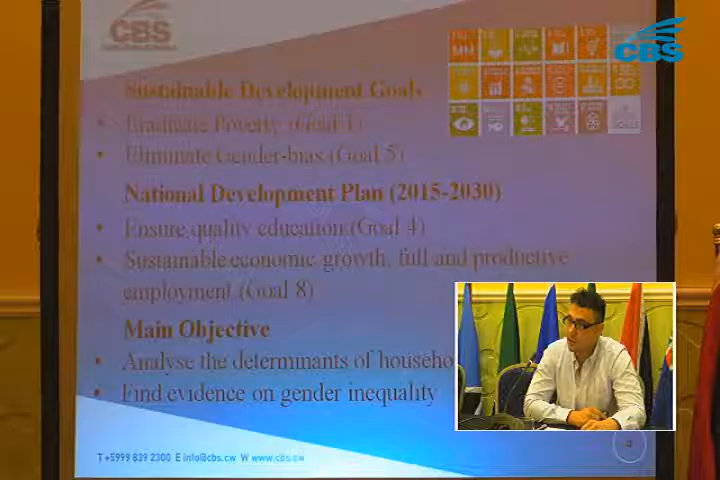 CBS
CBS
Sustainable Development Goals
• Eradicate Poverty (Goal 1)
• Eliminate Gender-bias (Goal 5)
National Development Plan (2015-2030)
• Ensure quality education (Goal 4)
• Sustainable economic growth, full and productive
employment (Goal 8)
Main Objective
• Analyse the determinants of househo
• Find evidence on gender inequality
T +5999 839 2300 E info@cbs.cw W www.cbs.cw